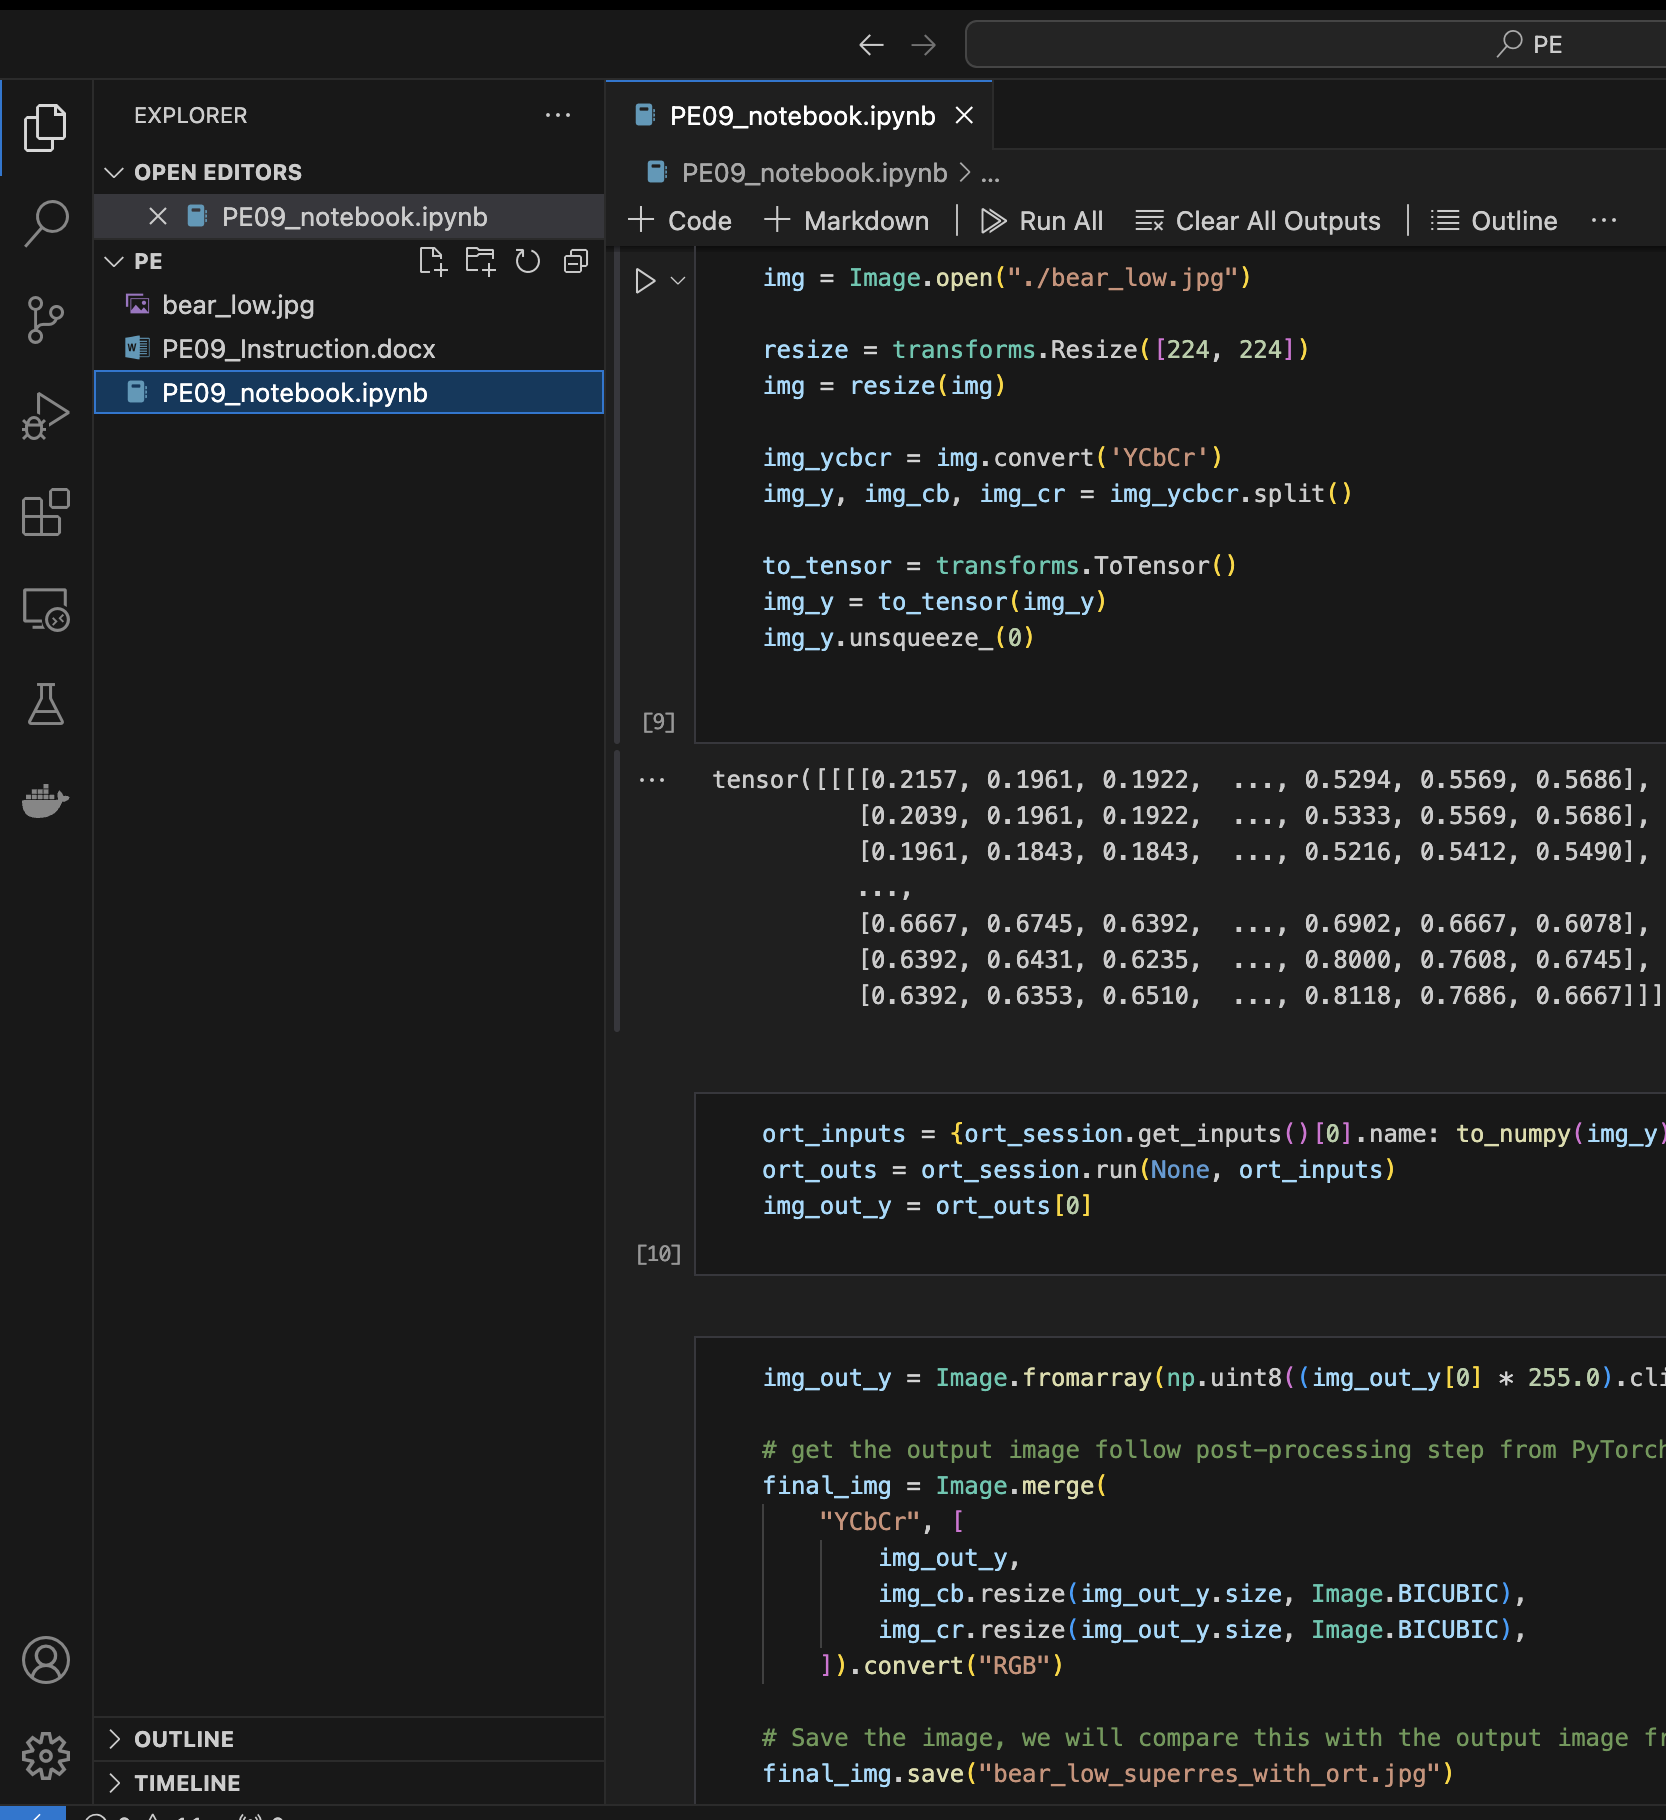 PE
EXPLORER
OPEN EDITORS
PE09_notebook.ipynb
PE
bear_low.jpg
PE09_Instruction.docx
PE09_notebook.ipynb
OUTLINE
TIMELINE
PE09_notebook.ipynb
PE09_notebook.ipynb > ...
+ Code + Markdown | Run All Clear All Outputs | Outline ...
img = Image.open("./bear_low.jpg")
resize = transforms.Resize([224, 224])
img = resize(img)
img_ycbcr = img.convert('YCbCr')
img_y, img_cb, img_cr = img_ycbcr.split()
to_tensor = transforms.ToTensor()
img_y = to_tensor(img_y)
img_y.unsqueeze_(0)
[9]
... tensor([[[[0.2157, 0.1961, 0.1922, ..., 0.5294, 0.5569, 0.5686],
[0.2039, 0.1961, 0.1922, ..., 0.5333, 0.5569, 0.5686],
[0.1961, 0.1843, 0.1843, ..., 0.5216, 0.5412, 0.5490],
...,
[0.6667, 0.6745, 0.6392, ..., 0.6902, 0.6667, 0.6078],
[0.6392, 0.6431, 0.6235, ..., 0.8000, 0.7608, 0.6745],
[0.6392, 0.6353, 0.6510, ..., 0.8118, 0.7686, 0.6667]]]
ort_inputs = {ort_session.get_inputs()[0].name: to_numpy(img_y)
ort_outs = ort_session.run(None, ort_inputs)
img_out_y = ort_outs[0]
[10]
img_out_y = Image.fromarray(np.uint8((img_out_y[0] * 255.0).cli
# get the output image follow post-processing step from PyTorch
final_img = Image.merge(
"YCbCr", [
img_out_y,
img_cb.resize(img_out_y.size, Image.BICUBIC),
img_cr.resize(img_out_y.size, Image.BICUBIC),
]).convert("RGB")
# Save the image, we will compare this with the output image fr
final_img.save("bear_low_superres_with_ort.jpg")